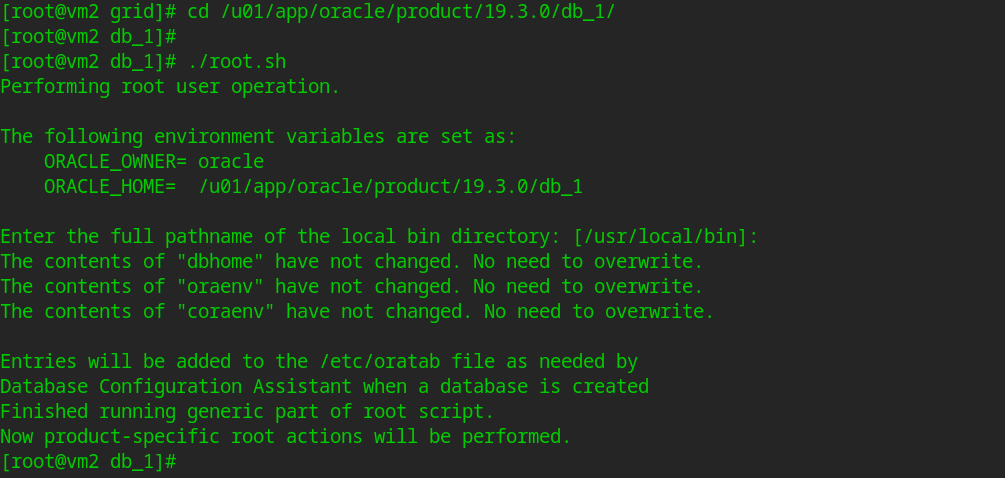 [root@vm2 grid]# cd /u01/app/oracle/product/19.3.0/db_1/
[root@vm2 db_1]#
[root@vm2 db_1]# ./root.sh
Performing root user operation.
The following environment variables are set as:
    ORACLE_OWNER= oracle
    ORACLE_HOME=  /u01/app/oracle/product/19.3.0/db_1
Enter the full pathname of the local bin directory: [/usr/local/bin]:
The contents of "dbhome" have not changed. No need to overwrite.
The contents of "oraenv" have not changed. No need to overwrite.
The contents of "coraenv" have not changed. No need to overwrite.
Entries will be added to the /etc/oratab file as needed by
Database Configuration Assistant when a database is created
Finished running generic part of root script.
Now product-specific root actions will be performed.
[root@vm2 db_1]#